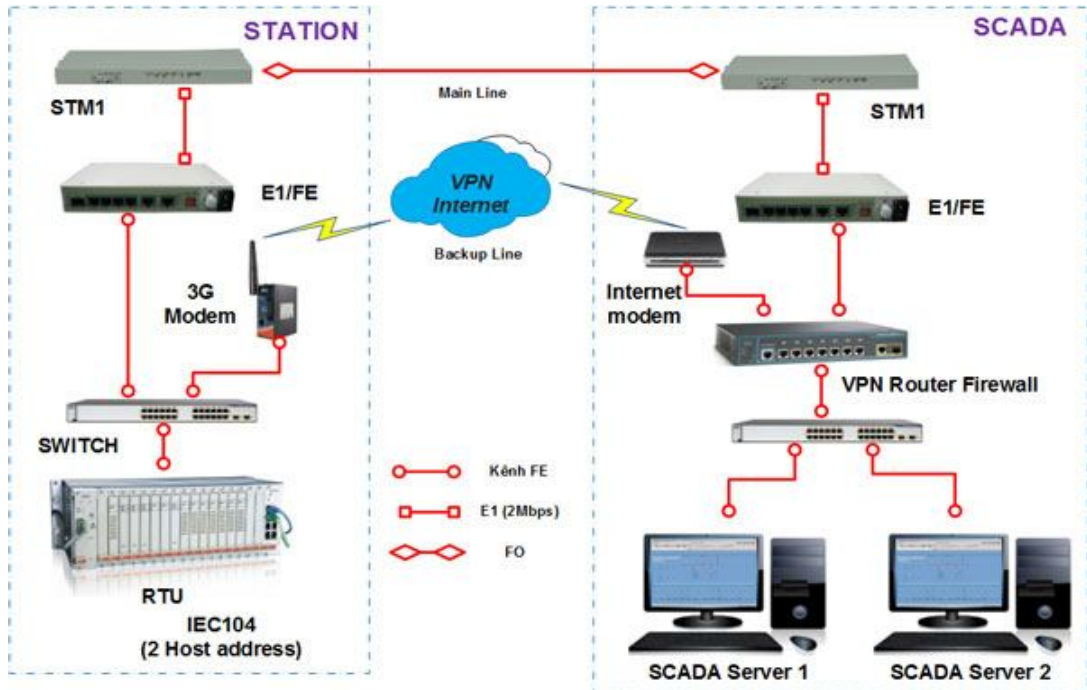 STATION
SCADA
STM1
Main Line
STM1
E1/FE
VPN
Internet
E1/FE
Backup Line
3G
Modem
Internet
modem
VPN Router Firewall
SWITCH
Kênh FE
E1 (2Mbps)
FO
RTU
IEC104
(2 Host address)
SCADA Server 1
SCADA Server 2